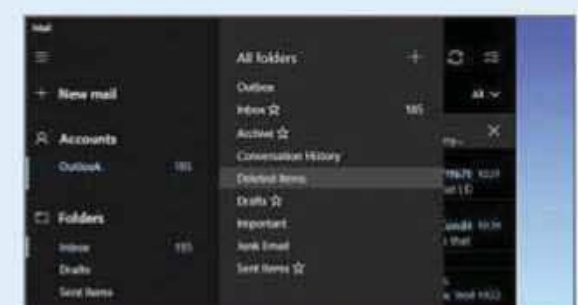 Mail
New mail
Accounts
Outlook 185
Folders
Inbox 185
Drafts
Sent Items
All folders
Outbox
Inbox 185
Archive
Conversation History
Deleted Items
Drafts
Important
Junk Email
Sent Items
All